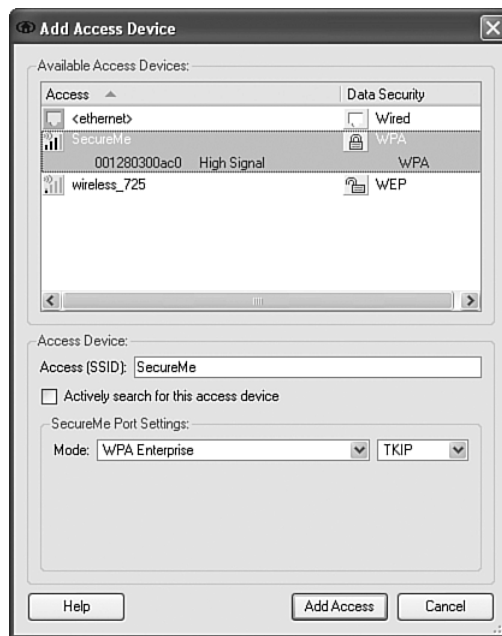 Add Access Device
Available Access Devices:
Access Data Security
<ethernet> Wired
SecureMe WPA
001280300ac0 High Signal WPA
wireless_725 WEP
Access Device:
Access (SSID): SecureMe
Actively search for this access device
SecureMe Port Settings:
Mode: WPA Enterprise TKIP
Help Add Access Cancel